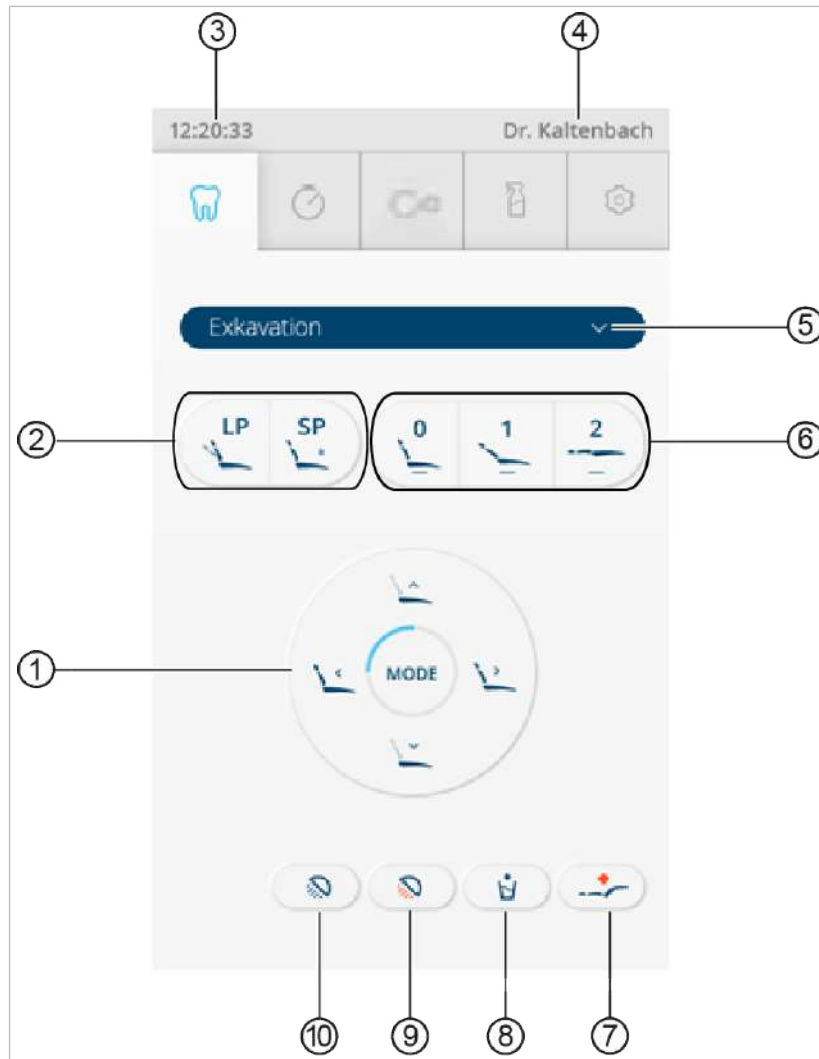 ③ ④
12:20:33 Dr. Kaltenbach
Exkavation ⑤
② LP SP 0 1 2 ⑥
① MODE
⑩ ⑨ ⑧ ⑦